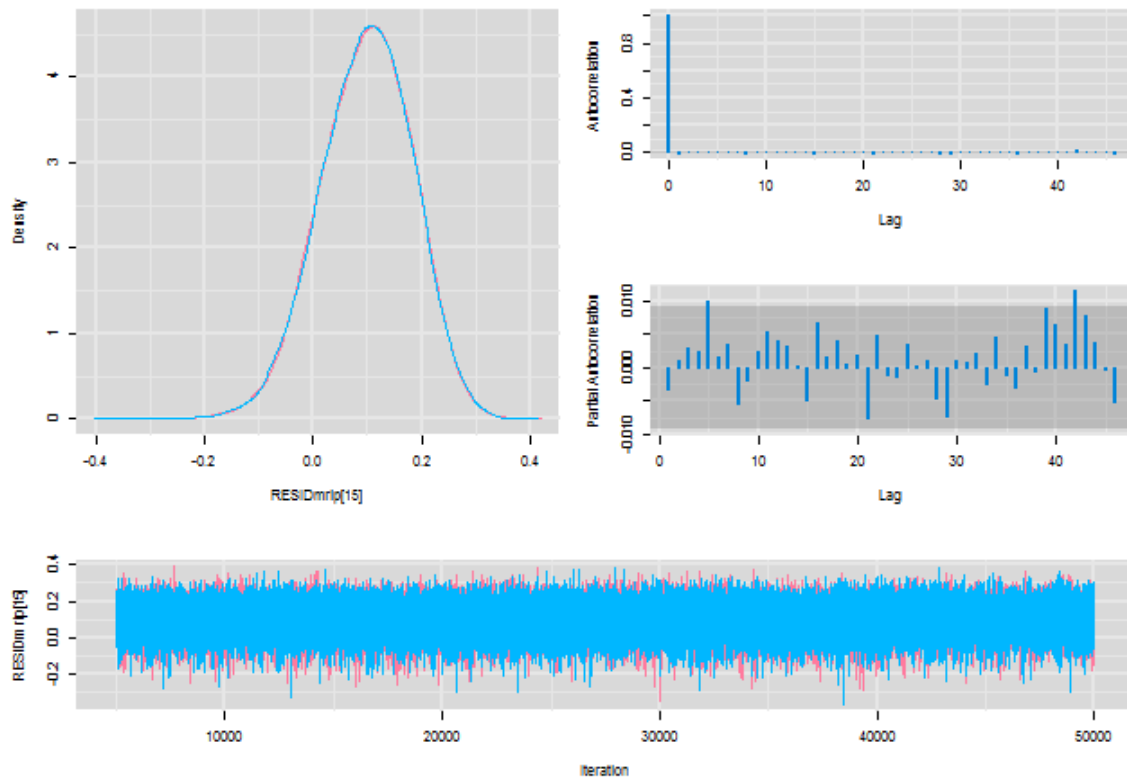 Density
4
3
2
1
0
−0.4 −0.2 0.0 0.2 0.4
RESIDmrip[15]
Autocorrelation
0.8
0.4
0.0
0 10 20 30 40
Lag
Partial Autocorrelation
0.010
0.000
−0.010
0 10 20 30 40
Lag
RESIDmrip[15]
0.4
0.2
0.0
−0.2
10000 20000 30000 40000 50000
Iteration